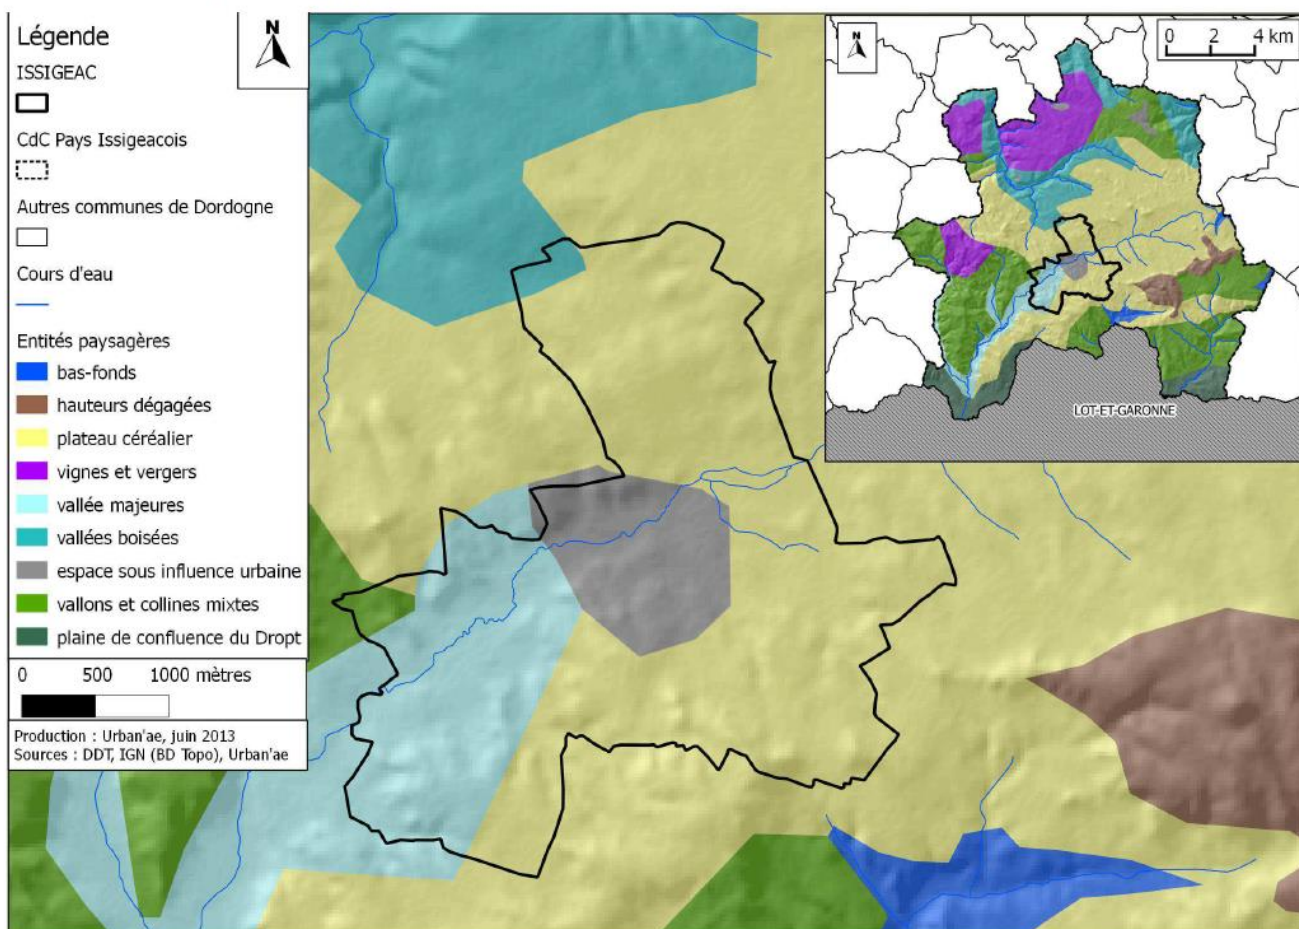 Légende
ISSIGEAC
CdC Pays Issigeacois
Autres communes de Dordogne
Cours d'eau
Entités paysagères
bas-fonds
hauteurs dégagées
plateau céréalier
vignes et vergers
vallée majeures
vallées boisées
espace sous influence urbaine
vallons et collines mixtes
plaine de confluence du Dropt
0 500 1000 mètres
Production : Urban'ae, juin 2013
Sources : DDT, IGN (BD Topo), Urban'ae
N
N
0 2 4 km
LOT-ET-GARONNE